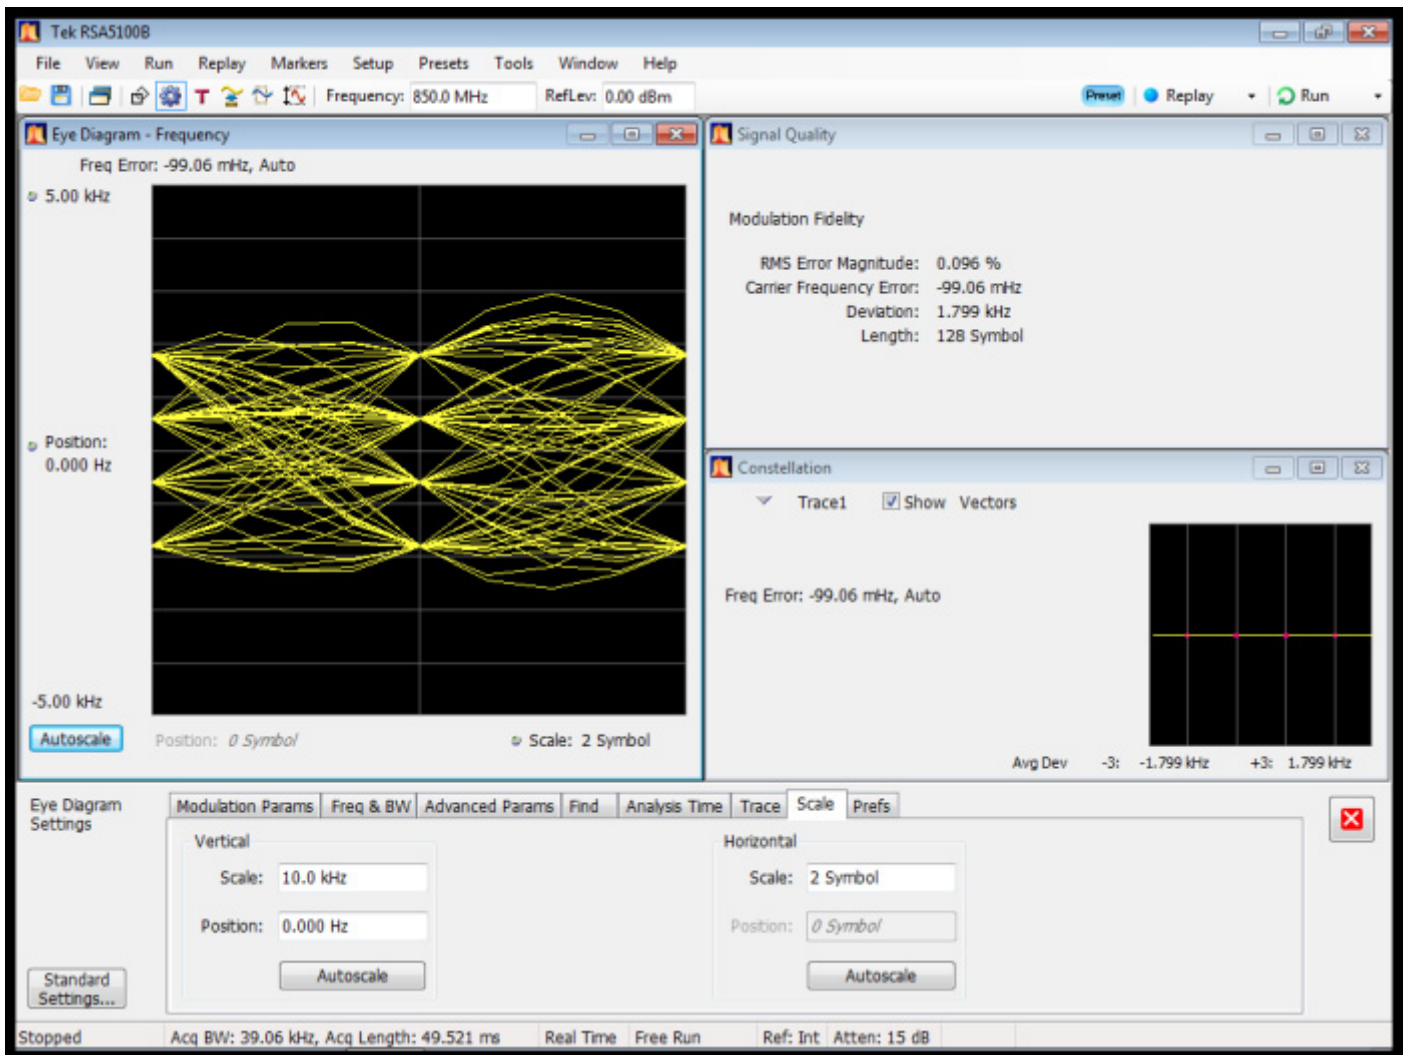 Tek RSA5100B
File View Run Replay Markers Setup Presets Tools Window Help
T Frequency: 850.0 MHz RefLev: 0.00 dBm Preset Replay Run
Eye Diagram - Frequency
Freq Error: -99.06 mHz, Auto
5.00 kHz
Position:
0.000 Hz
-5.00 kHz
Autoscale Position: 0 Symbol Scale: 2 Symbol
Signal Quality
Modulation Fidelity
RMS Error Magnitude: 0.096 %
Carrier Frequency Error: -99.06 mHz
Deviation: 1.799 kHz
Length: 128 Symbol
Constellation
Trace1 Show Vectors
Freq Error: -99.06 mHz, Auto
Avg Dev -3: -1.799 kHz +3: 1.799 kHz
Eye Diagram
Settings
Modulation Params Freq & BW Advanced Params Find Analysis Time Trace Scale Prefs
Vertical
Scale: 10.0 kHz
Position: 0.000 Hz
Autoscale
Horizontal
Scale: 2 Symbol
Position: 0 Symbol
Autoscale
Standard
Settings...
Stopped Acq BW: 39.06 kHz, Acq Length: 49.521 ms Real Time Free Run Ref: Int Atten: 15 dB